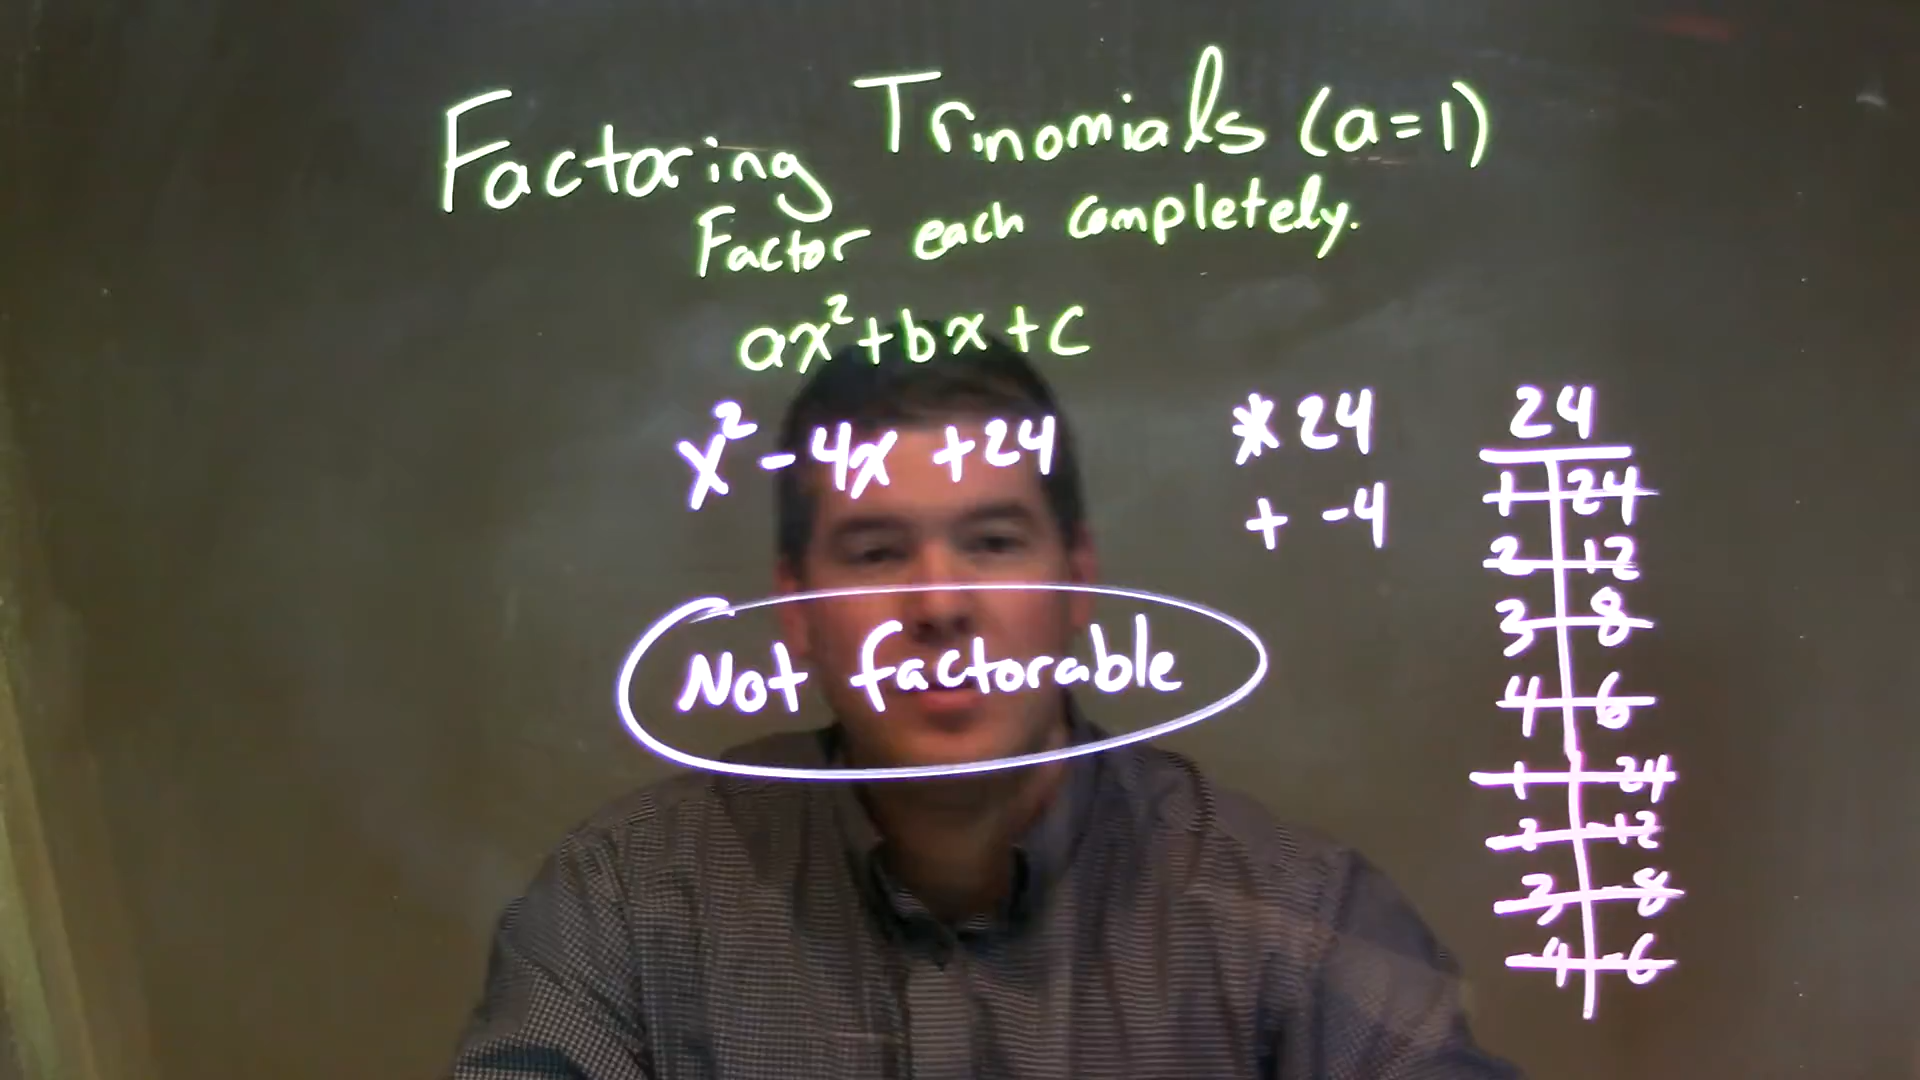 Factoring Trinomials (a=1)
Factor each completely.
ax²+bx+c
x²-4x+24
* 24
+ -4
Not factorable
24
1 24
2 12
3 8
4 6
-1 -24
-2 -12
-3 -8
-4 -6